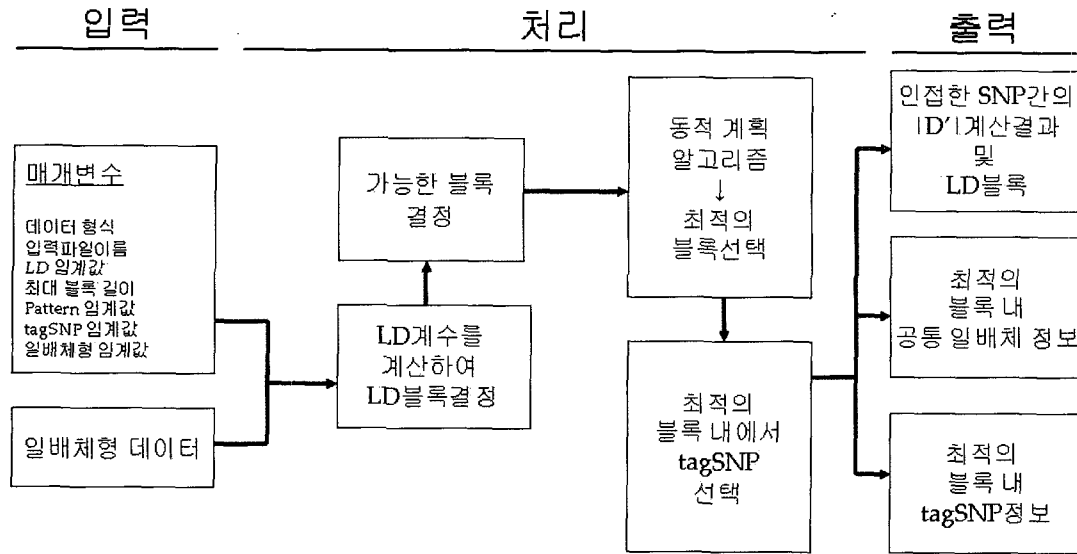 입력
처리
출력
매개변수
데이터 형식
입력파일이름
LD 임계값
최대 블록 길이
Pattern 임계값
tagSNP 임계값
일배체형 임계값
일배체형 데이터
가능한 블록
결정
LD계수를
계산하여
LD블록결정
동적 계획
알고리즘
↓
최적의
블록선택
최적의
블록 내에서
tagSNP
선택
인접한 SNP간의
|D'|계산결과
및
LD블록
최적의
블록 내
공통 일배체 정보
최적의
블록 내
tagSNP정보